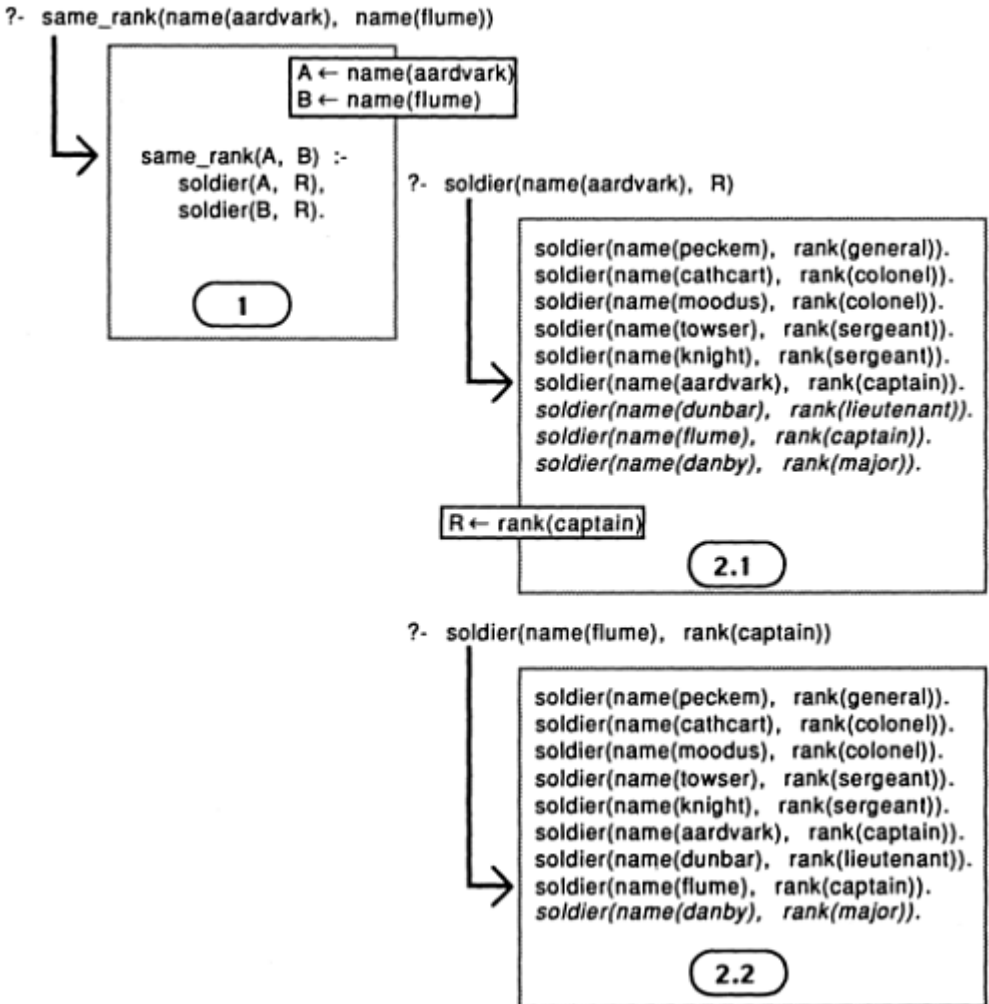 ?- same_rank(name(aardvark), name(flume))
A ← name(aardvark)
B ← name(flume)
same_rank(A, B) :-
soldier(A, R),
soldier(B, R).
1
?- soldier(name(aardvark), R)
soldier(name(peckem), rank(general)).
soldier(name(cathcart), rank(colonel)).
soldier(name(moodus), rank(colonel)).
soldier(name(towser), rank(sergeant)).
soldier(name(knight), rank(sergeant)).
soldier(name(aardvark), rank(captain)).
soldier(name(dunbar), rank(lieutenant)).
soldier(name(flume), rank(captain)).
soldier(name(danby), rank(major)).
R ← rank(captain)
2.1
?- soldier(name(flume), rank(captain))
soldier(name(peckem), rank(general)).
soldier(name(cathcart), rank(colonel)).
soldier(name(moodus), rank(colonel)).
soldier(name(towser), rank(sergeant)).
soldier(name(knight), rank(sergeant)).
soldier(name(aardvark), rank(captain)).
soldier(name(dunbar), rank(lieutenant)).
soldier(name(flume), rank(captain)).
soldier(name(danby), rank(major)).
2.2